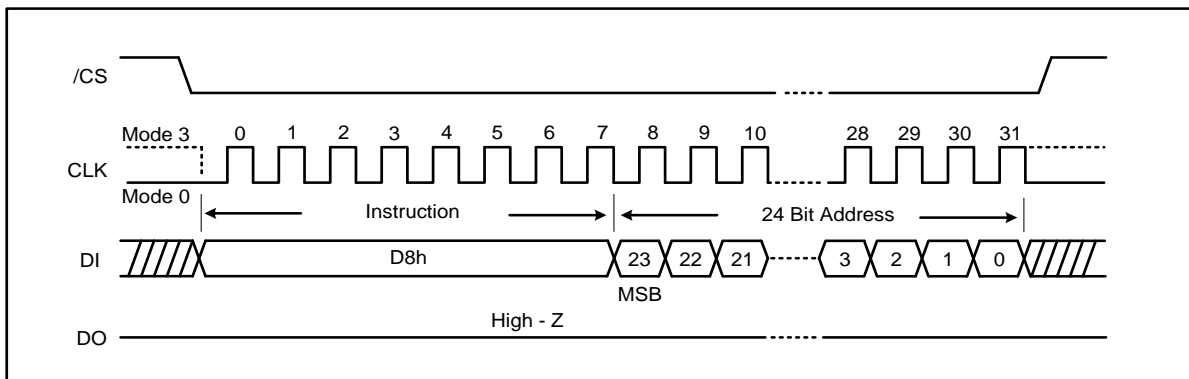 /CS
Mode 3 0 1 2 3 4 5 6 7 8 9 10 28 29 30 31
CLK
Mode 0
Instruction 24 Bit Address
DI D8h 23 22 21 3 2 1 0
MSB
High - Z
DO